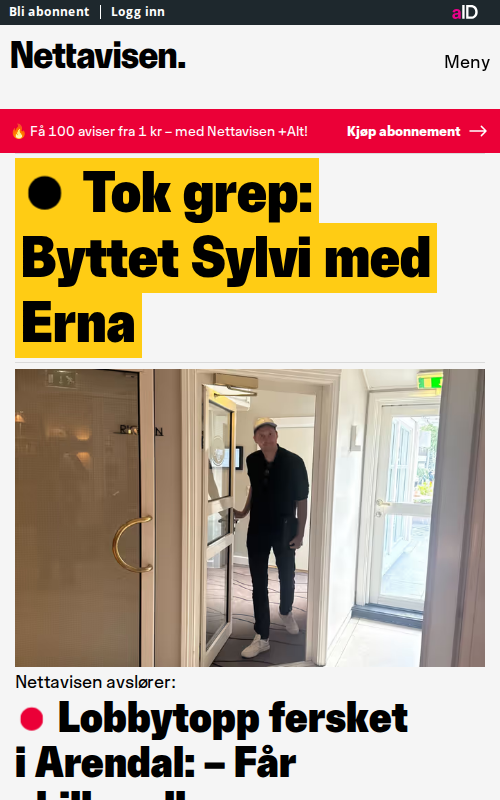 Bli abonnent | Logg inn
aID
Nettavisen.
Meny
🔥 Få 100 aviser fra 1 kr – med Nettavisen +Alt!
Kjøp abonnement →
Tok grep:
Byttet Sylvi med
Erna
Nettavisen avslører:
Lobbytopp fersket
i Arendal: – Får